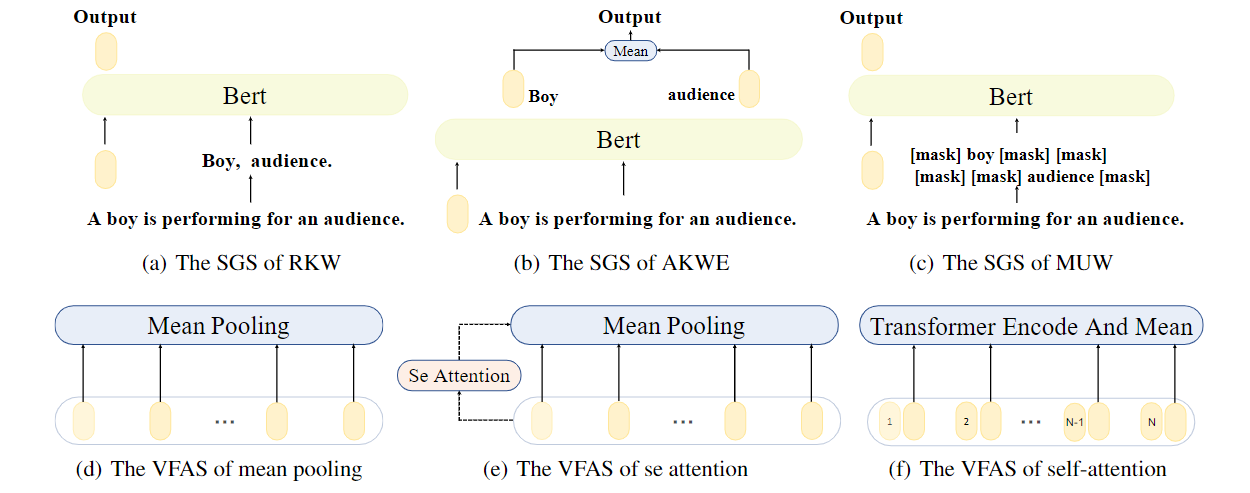 Output
Bert
Boy, audience.
A boy is performing for an audience.
(a) The SGS of RKW
Output
Mean
Boy
audience
Bert
A boy is performing for an audience.
(b) The SGS of AKWE
Output
Bert
[mask] boy [mask] [mask]
[mask] [mask] audience [mask]
A boy is performing for an audience.
(c) The SGS of MUW
Mean Pooling
...
(d) The VFAS of mean pooling
Mean Pooling
Se Attention
...
(e) The VFAS of se attention
Transformer Encode And Mean
1 2 ... N-1 N
(f) The VFAS of self-attention